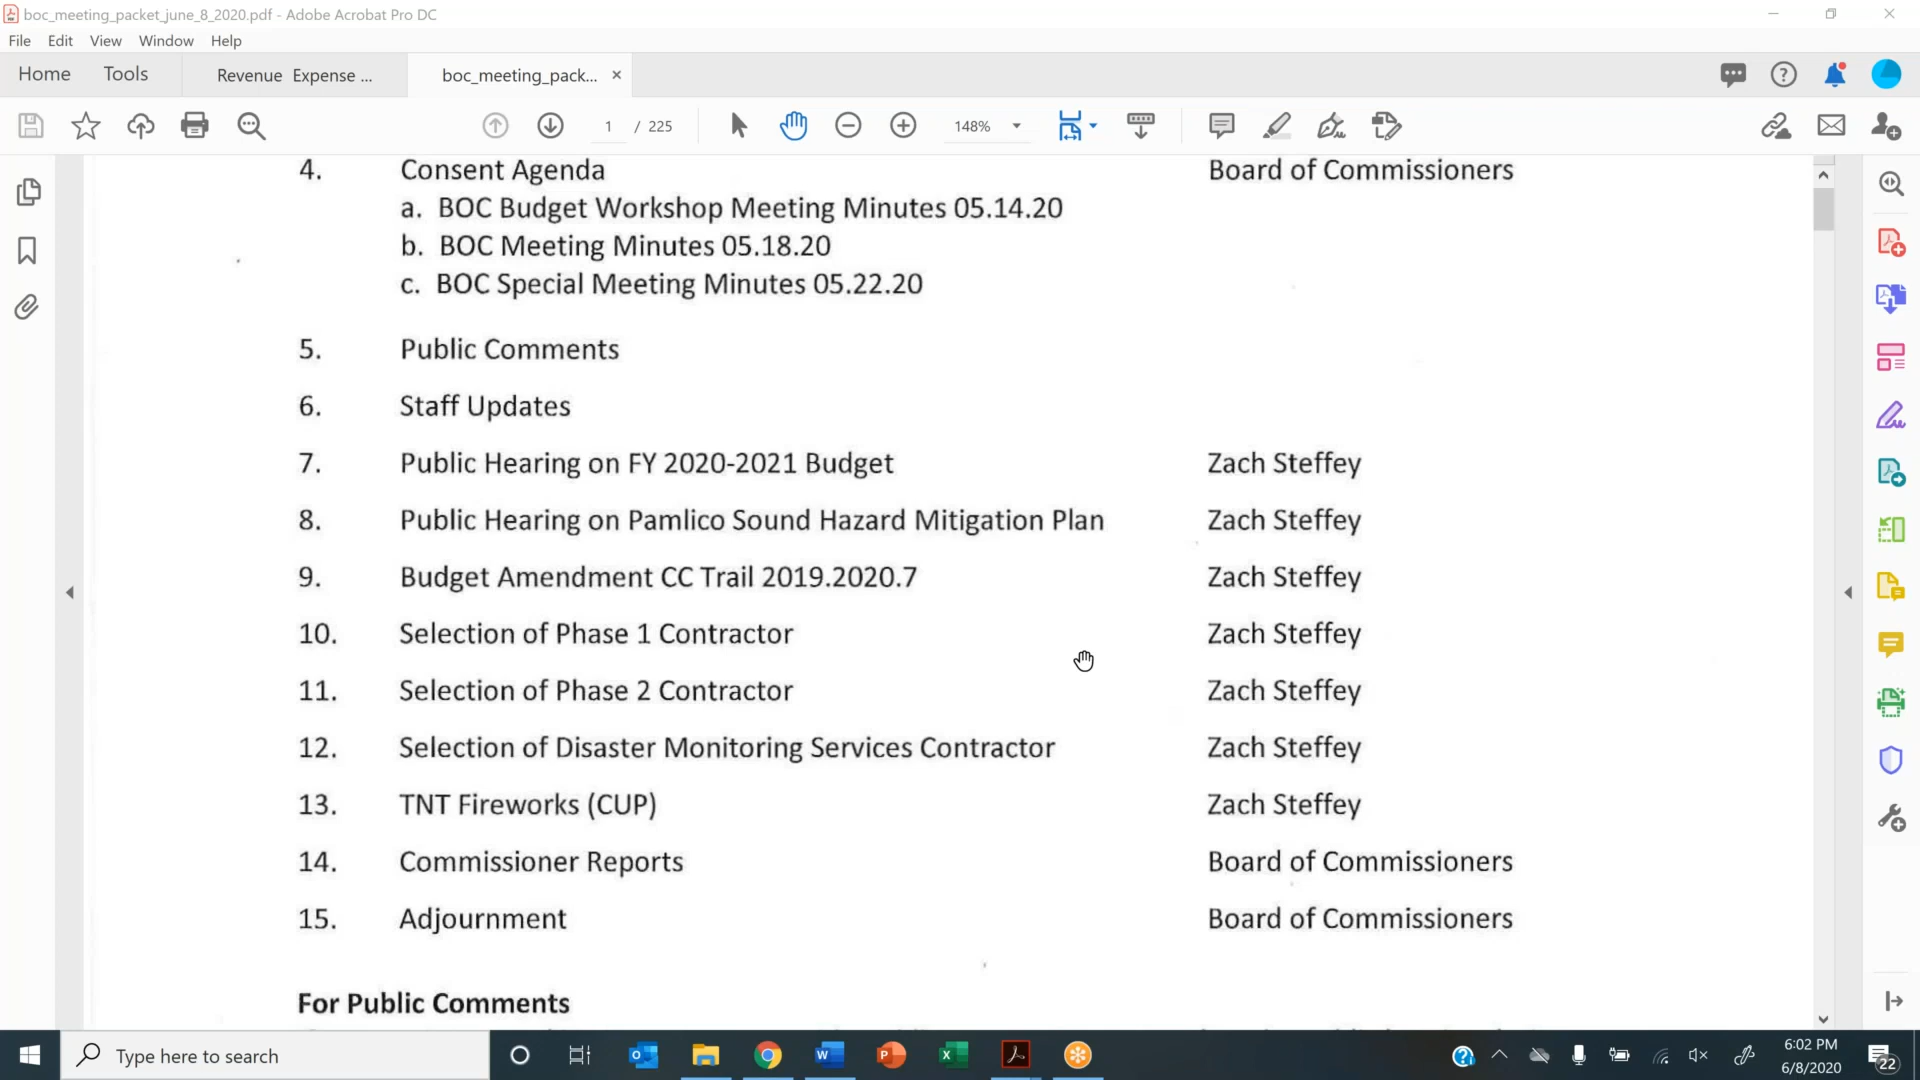 boc_meeting_packet_june_8_2020.pdf - Adobe Acrobat Pro DC
File Edit View Window Help
Home Tools Revenue Expense ... boc_meeting_pack... ×
1 / 225 148%
4. Consent Agenda Board of Commissioners
a. BOC Budget Workshop Meeting Minutes 05.14.20
b. BOC Meeting Minutes 05.18.20
c. BOC Special Meeting Minutes 05.22.20
5. Public Comments
6. Staff Updates
7. Public Hearing on FY 2020-2021 Budget Zach Steffey
8. Public Hearing on Pamlico Sound Hazard Mitigation Plan Zach Steffey
9. Budget Amendment CC Trail 2019.2020.7 Zach Steffey
10. Selection of Phase 1 Contractor Zach Steffey
11. Selection of Phase 2 Contractor Zach Steffey
12. Selection of Disaster Monitoring Services Contractor Zach Steffey
13. TNT Fireworks (CUP) Zach Steffey
14. Commissioner Reports Board of Commissioners
15. Adjournment Board of Commissioners
For Public Comments
Type here to search
6:02 PM
6/8/2020
22